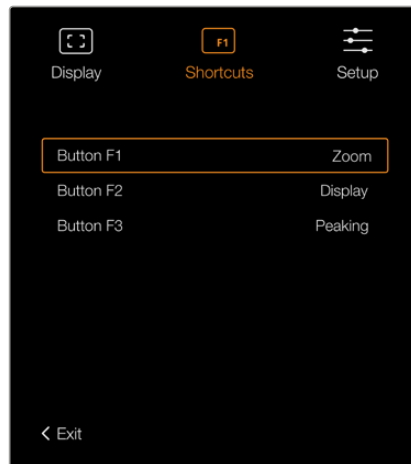 F1
Display Shortcuts Setup
Button F1 Zoom
Button F2 Display
Button F3 Peaking
Exit